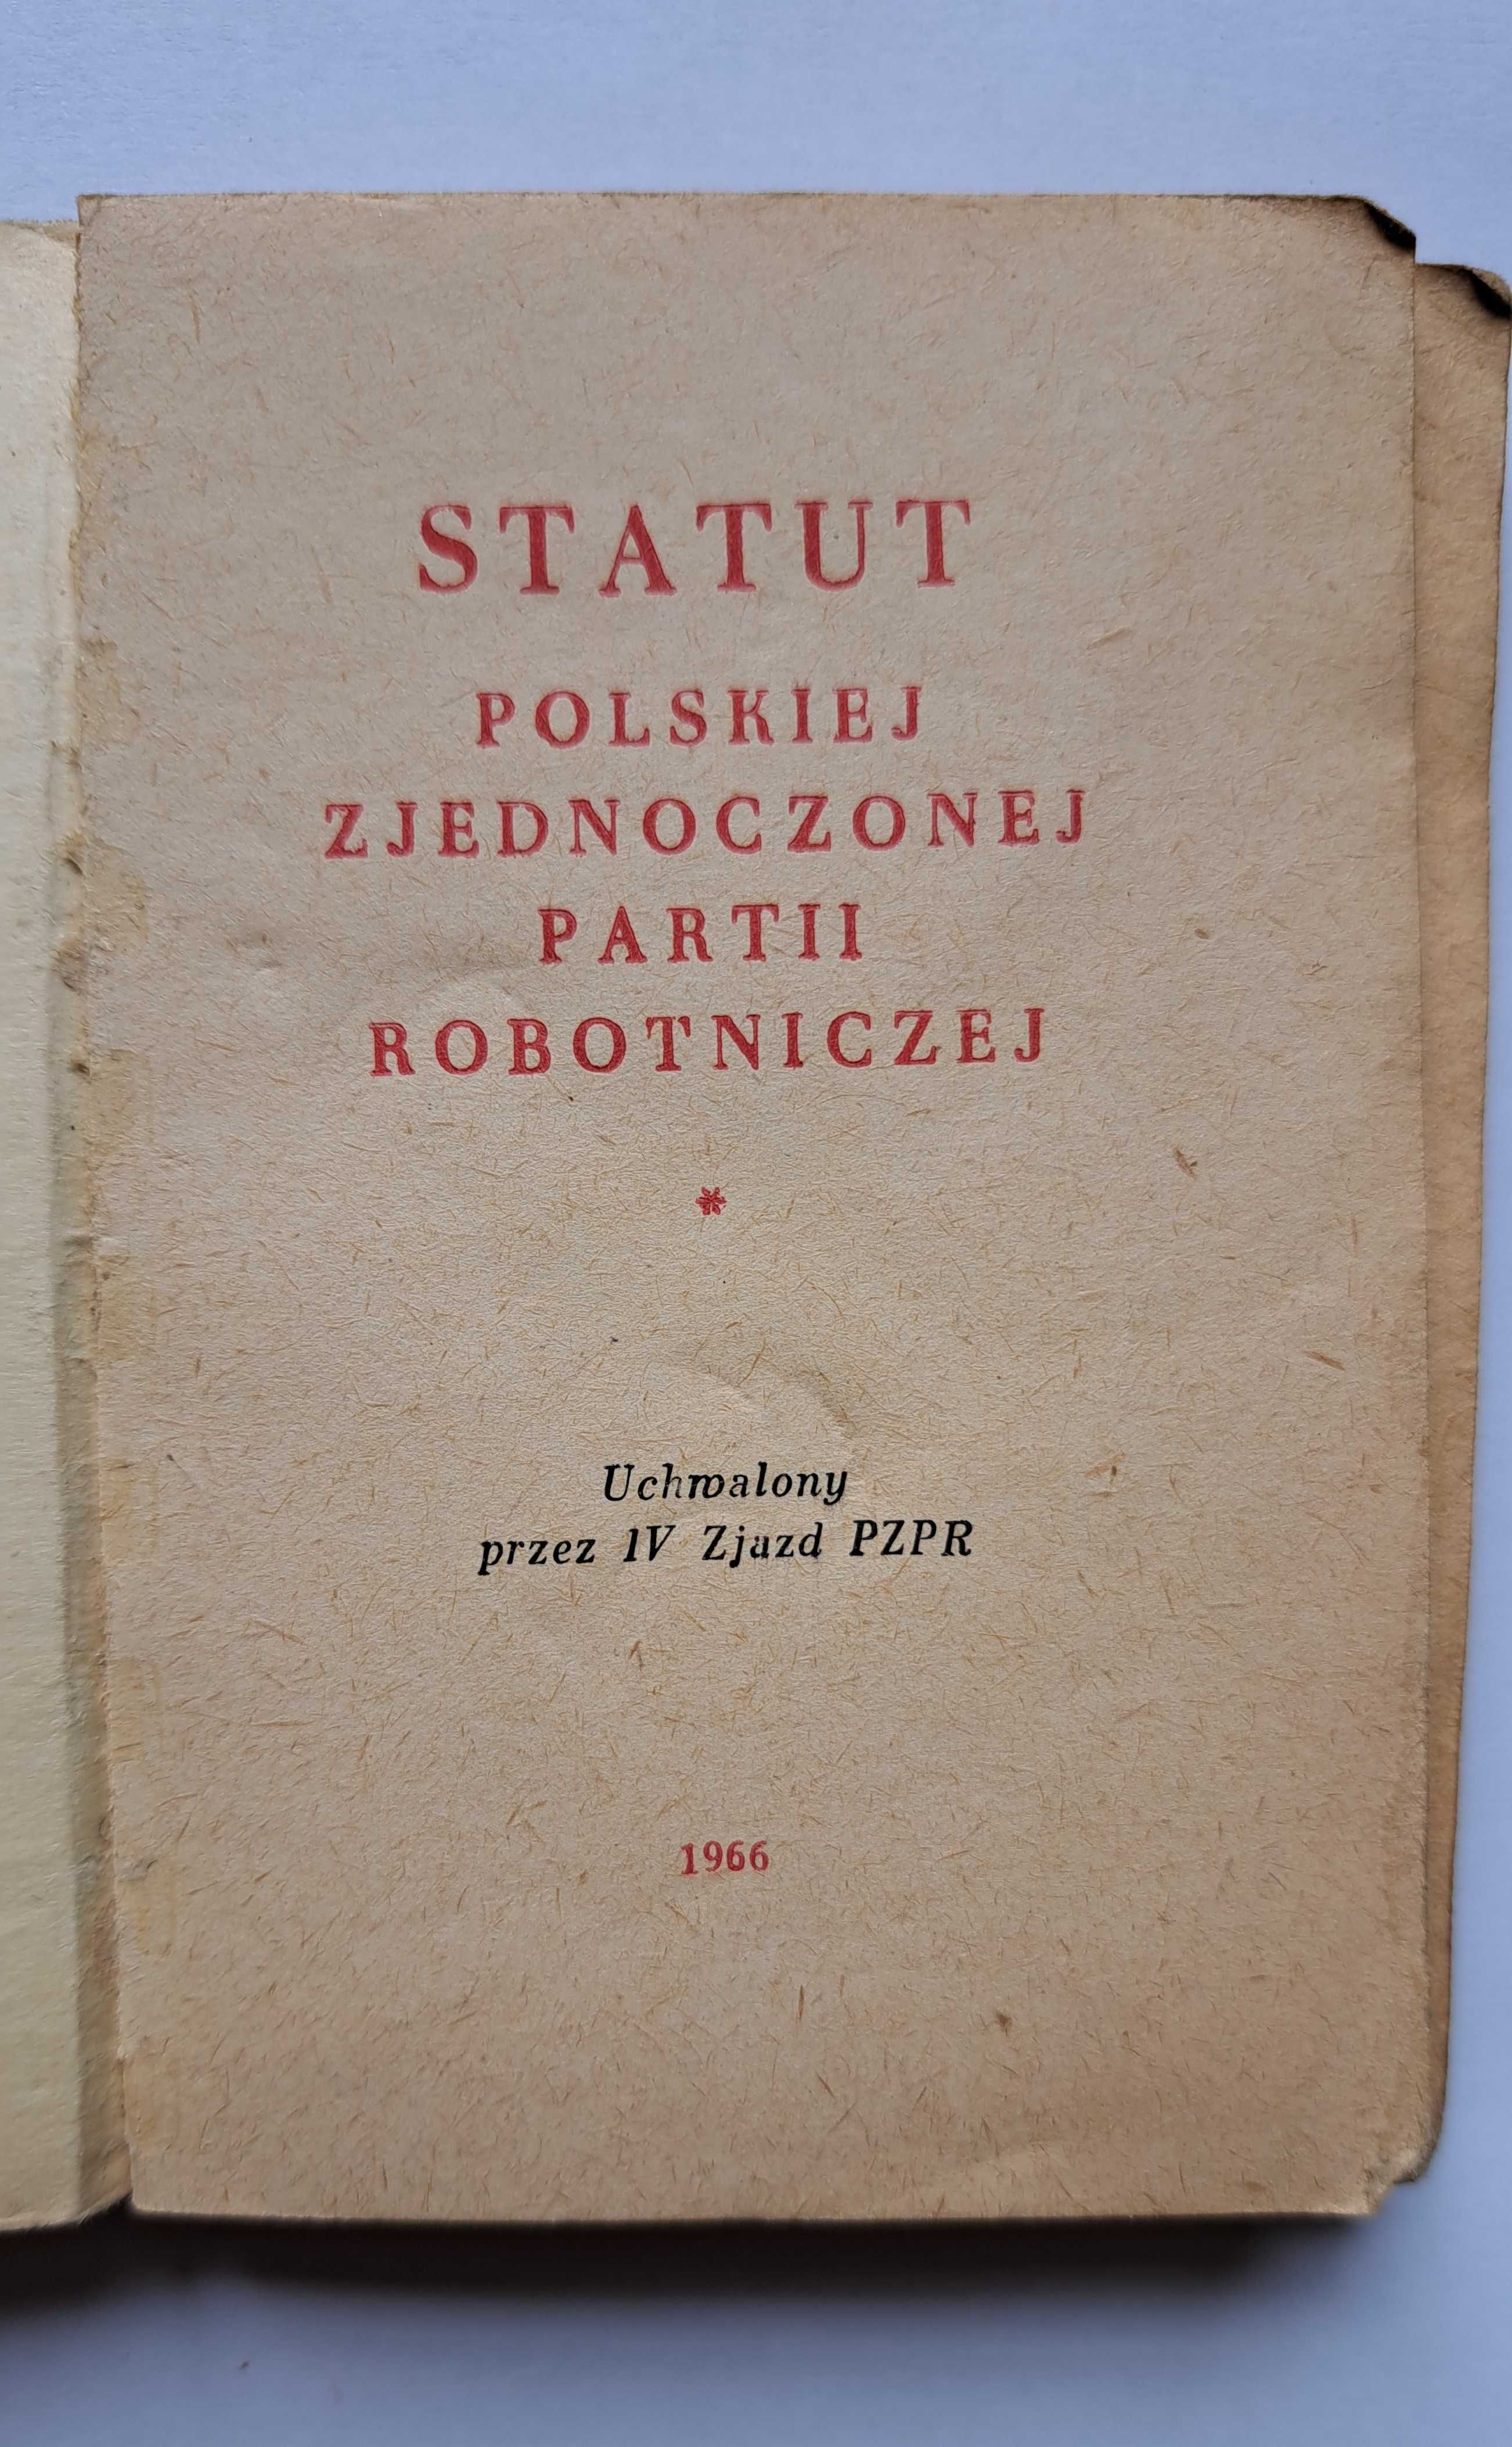 STATUT
POLSKIEJ
ZJEDNOCZONEJ
PARTII
ROBOTNICZEJ
*
Uchwalony
przez IV Zjazd PZPR
1966